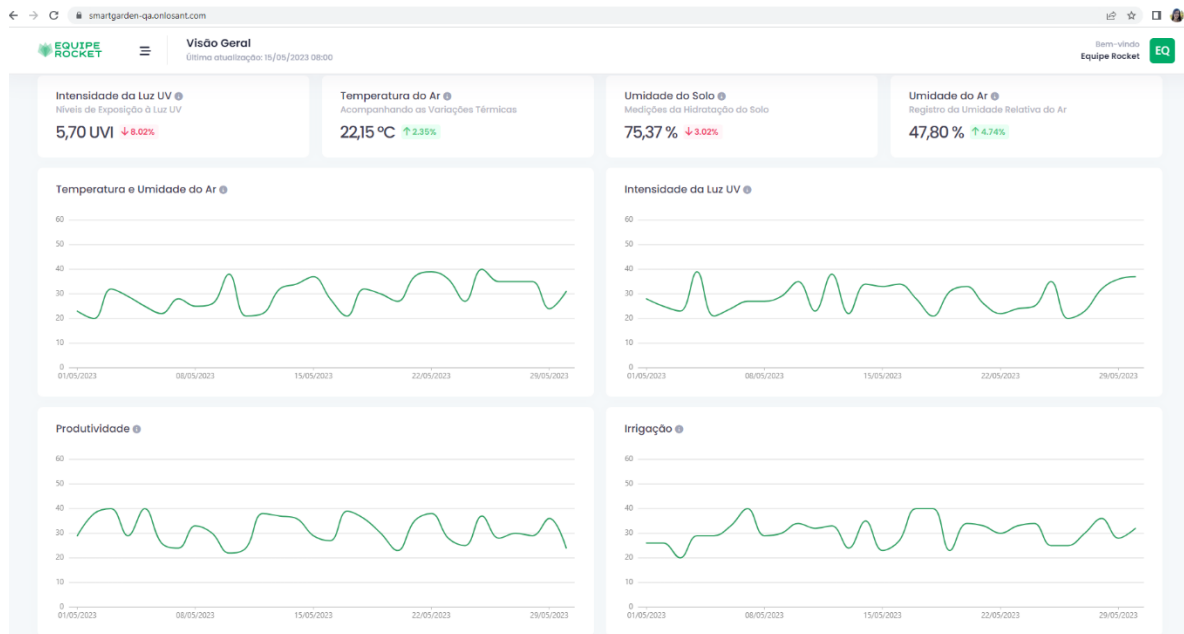 smartgarden-qa.onlosant.com
EQUIPE
ROCKET
Visão Geral
Última atualização: 15/05/2023 08:00
Bem-vindo
Equipe Rocket
EQ
Intensidade da Luz UV
Níveis de Exposição à Luz UV
5,70 UVI ↓ 8.02%
Temperatura do Ar
Acompanhando as Variações Térmicas
22,15 ºC ↑ 2.35%
Umidade do Solo
Medições da Hidratação do Solo
75,37 % ↓ 3.02%
Umidade do Ar
Registro da Umidade Relativa do Ar
47,80 % ↑ 4.74%
Temperatura e Umidade do Ar
60
50
40
30
20
10
0
01/05/2023 08/05/2023 15/05/2023 22/05/2023 29/05/2023
Intensidade da Luz UV
60
50
40
30
20
10
0
01/05/2023 08/05/2023 15/05/2023 22/05/2023 29/05/2023
Produtividade
60
50
40
30
20
10
0
01/05/2023 08/05/2023 15/05/2023 22/05/2023 29/05/2023
Irrigação
60
50
40
30
20
10
0
01/05/2023 08/05/2023 15/05/2023 22/05/2023 29/05/2023